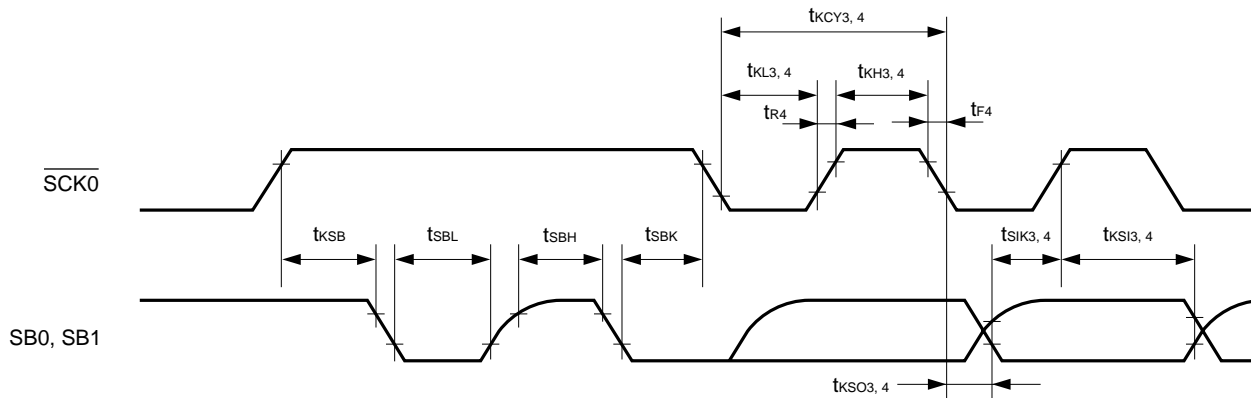 tKCY3, 4
tKL3, 4
tKH3, 4
tR4
tF4
SCK0
tKSB
tSBL
tSBH
tSBK
tSIK3, 4
tKSI3, 4
SB0, SB1
tKSO3, 4